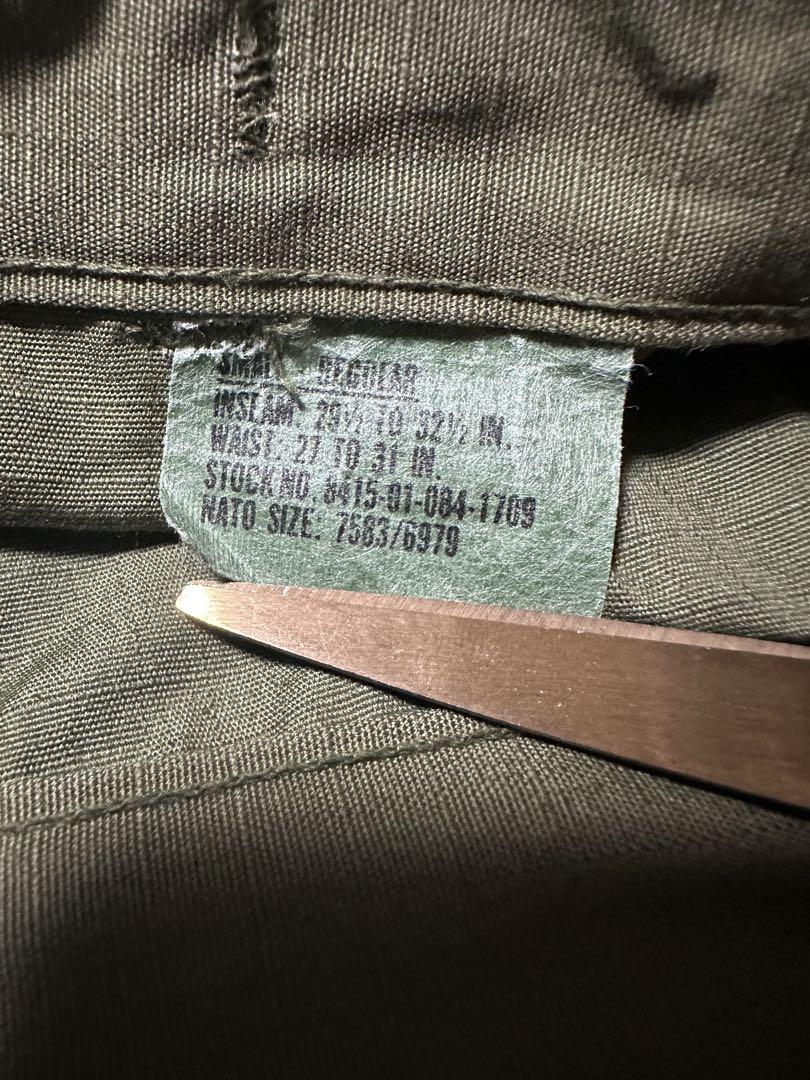 SMALL - REGULAR
INSEAM: 29½ TO 32½ IN.
WAIST: 27 TO 31 IN.
STOCK NO. 8415-01-084-1709
NATO SIZE: 7583/6979